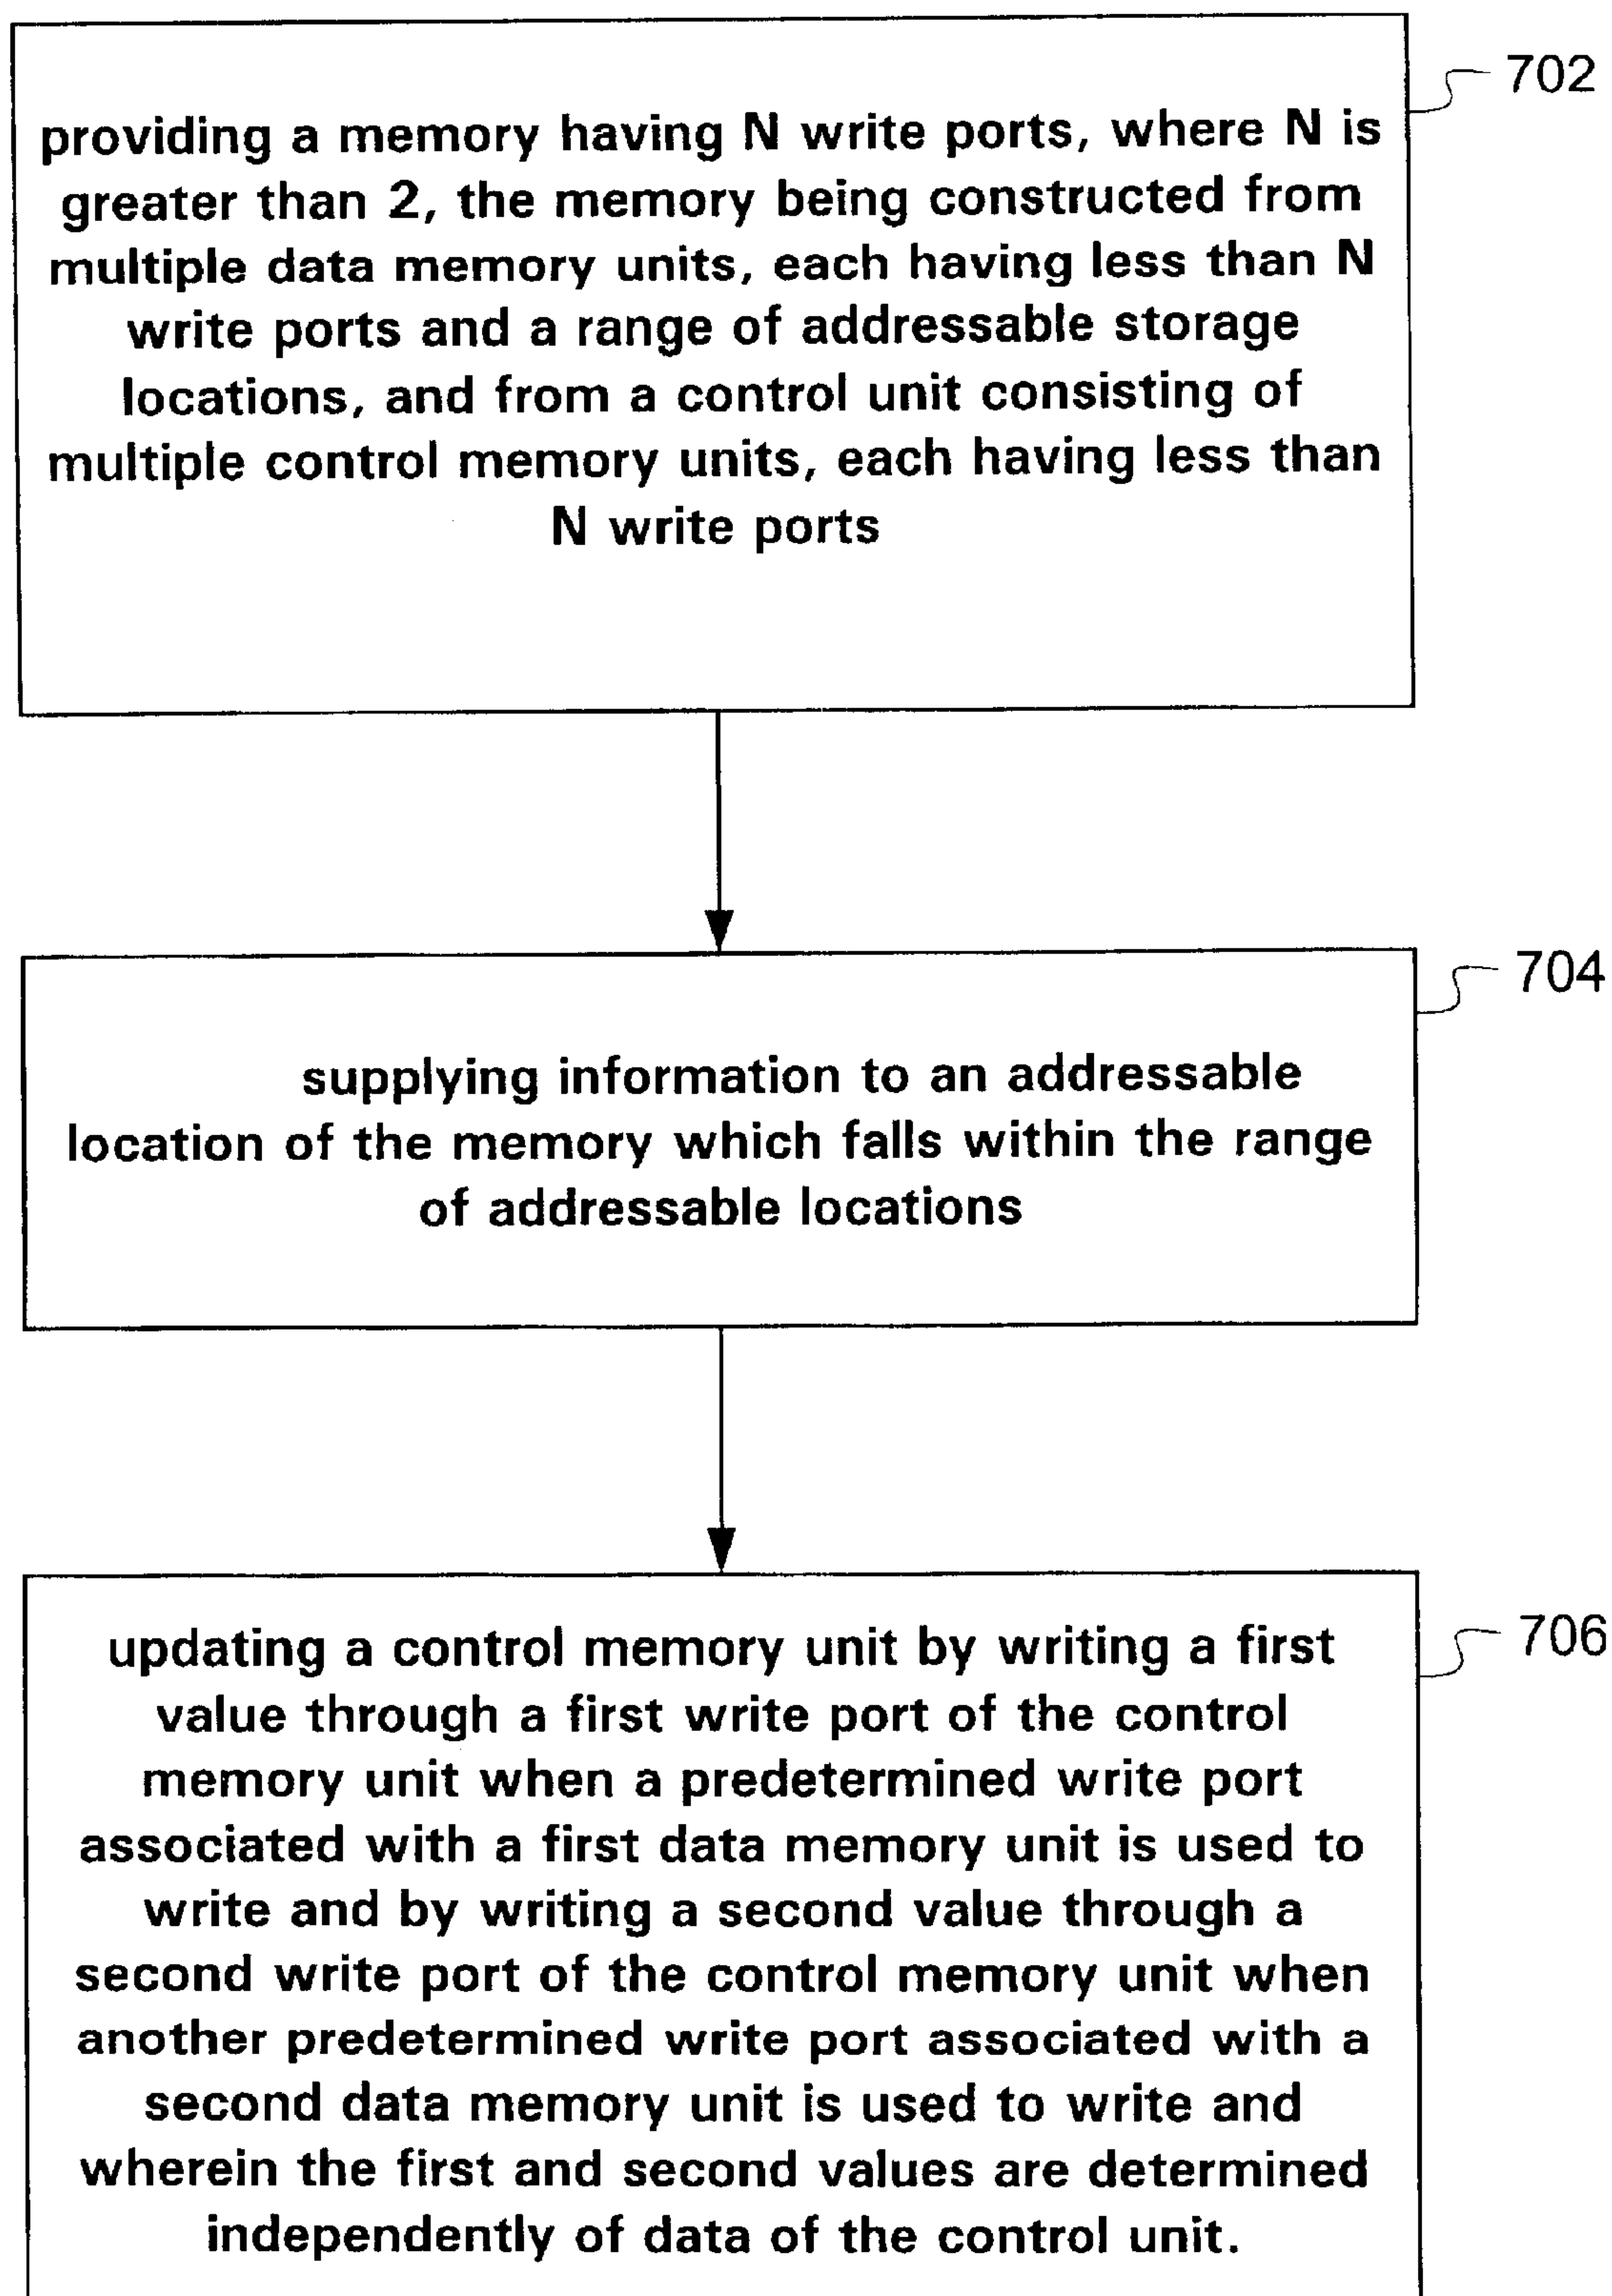 702
providing a memory having N write ports, where N is
greater than 2, the memory being constructed from
multiple data memory units, each having less than N
write ports and a range of addressable storage
locations, and from a control unit consisting of
multiple control memory units, each having less than
N write ports
704
supplying information to an addressable
location of the memory which falls within the range
of addressable locations
706
updating a control memory unit by writing a first
value through a first write port of the control
memory unit when a predetermined write port
associated with a first data memory unit is used to
write and by writing a second value through a
second write port of the control memory unit when
another predetermined write port associated with a
second data memory unit is used to write and
wherein the first and second values are determined
independently of data of the control unit.